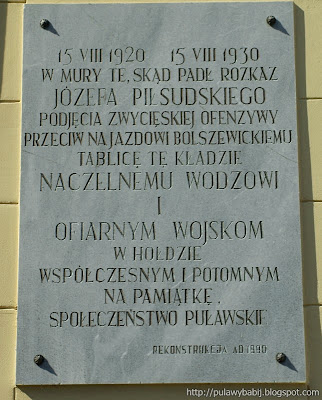 15 VIII 1920 15 VIII 1930
W MURY TE, SKĄD PADŁ ROZKAZ
JÓZEFA PIŁSUDSKIEGO
PODJĘCIA ZWYCIĘSKIEJ OFENZYWY
PRZECIW NAJAZDOWI BOLSZEWICKIEMU
TABLICĘ TĘ KŁADZIE
NACZELNEMU WODZOWI
I
OFIARNYM WOJSKOM
W HOŁDZIE
WSPÓŁCZESNYM I POTOMNYM
NA PAMIĄTKĘ,
SPOŁECZEŃSTWO PUŁAWSKIE
REKONSTRUKCJA AD 1990
http://pulawybabij.blogspot.com